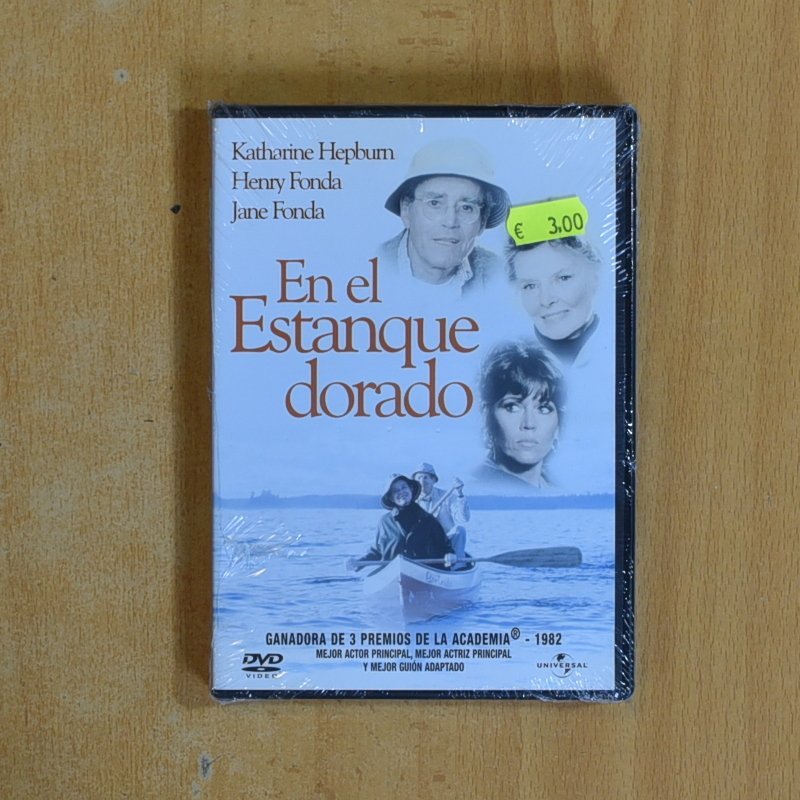 Katharine Hepburn
Henry Fonda
Jane Fonda
€ 3.00
En el
Estanque
dorado
GANADORA DE 3 PREMIOS DE LA ACADEMIA® - 1982
MEJOR ACTOR PRINCIPAL, MEJOR ACTRIZ PRINCIPAL
Y MEJOR GUIÓN ADAPTADO
DVD
VIDEO
UNIVERSAL